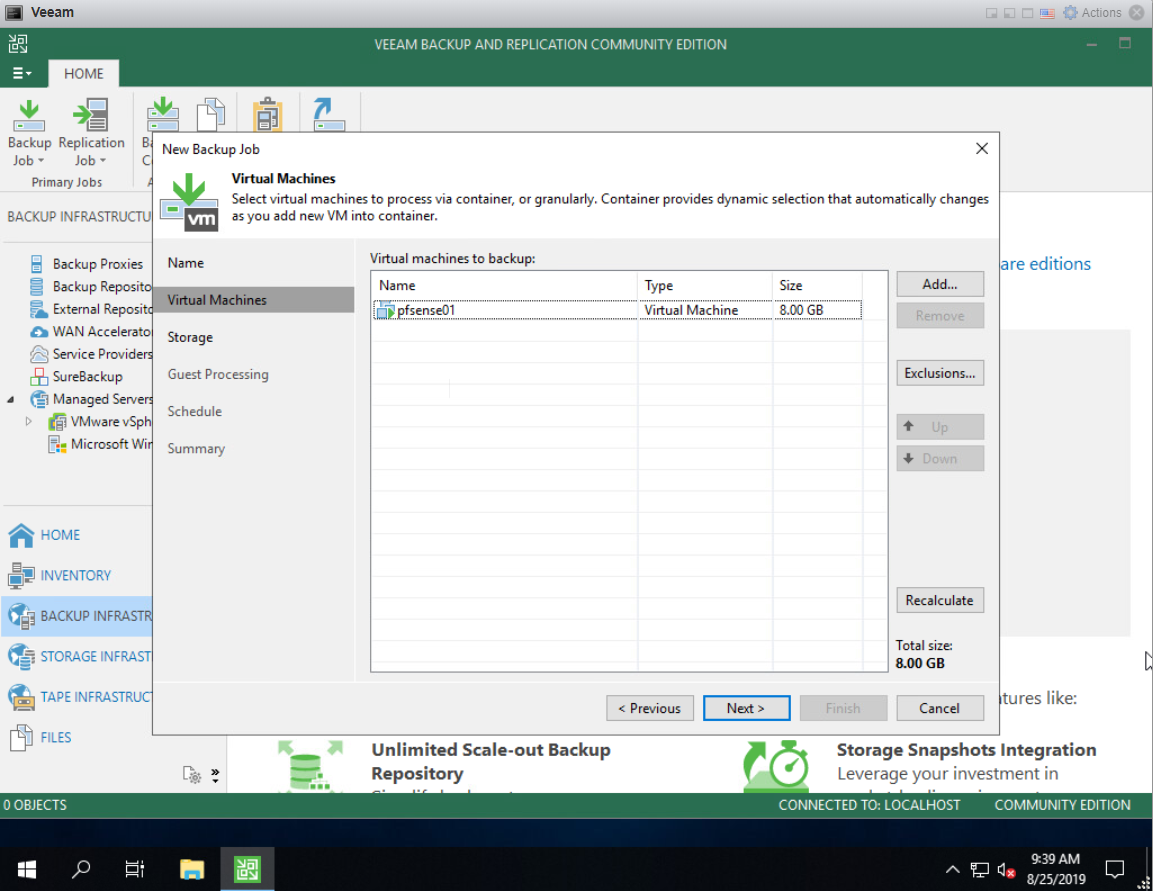 Veeam
Actions
VEEAM BACKUP AND REPLICATION COMMUNITY EDITION
HOME
Backup
Job
Replication
Job
Primary Jobs
New Backup Job
Virtual Machines
Select virtual machines to process via container, or granularly. Container provides dynamic selection that automatically changes
as you add new VM into container.
vm
BACKUP INFRASTRUCTU
Backup Proxies
Backup Reposito
External Reposito
WAN Accelerato
Service Providers
SureBackup
Managed Servers
VMware vSph
Microsoft Win
HOME
INVENTORY
BACKUP INFRASTR
STORAGE INFRAST
TAPE INFRASTRUCT
FILES
Name
Virtual Machines
Storage
Guest Processing
Schedule
Summary
Virtual machines to backup:
Name Type Size
pfsense01 Virtual Machine 8.00 GB
Add...
Remove
Exclusions...
Up
Down
Recalculate
Total size:
8.00 GB
< Previous Next > Finish Cancel
are editions
tures like:
Unlimited Scale-out Backup
Repository
Storage Snapshots Integration
Leverage your investment in
0 OBJECTS
CONNECTED TO: LOCALHOST
COMMUNITY EDITION
9:39 AM
8/25/2019